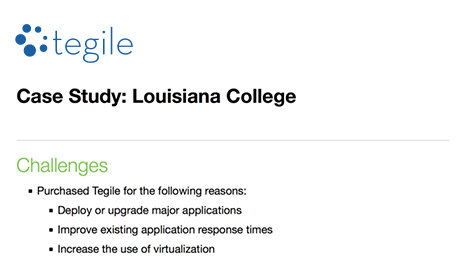 tegile
Case Study: Louisiana College
Challenges
▪ Purchased Tegile for the following reasons:
▪ Deploy or upgrade major applications
▪ Improve existing application response times
▪ Increase the use of virtualization